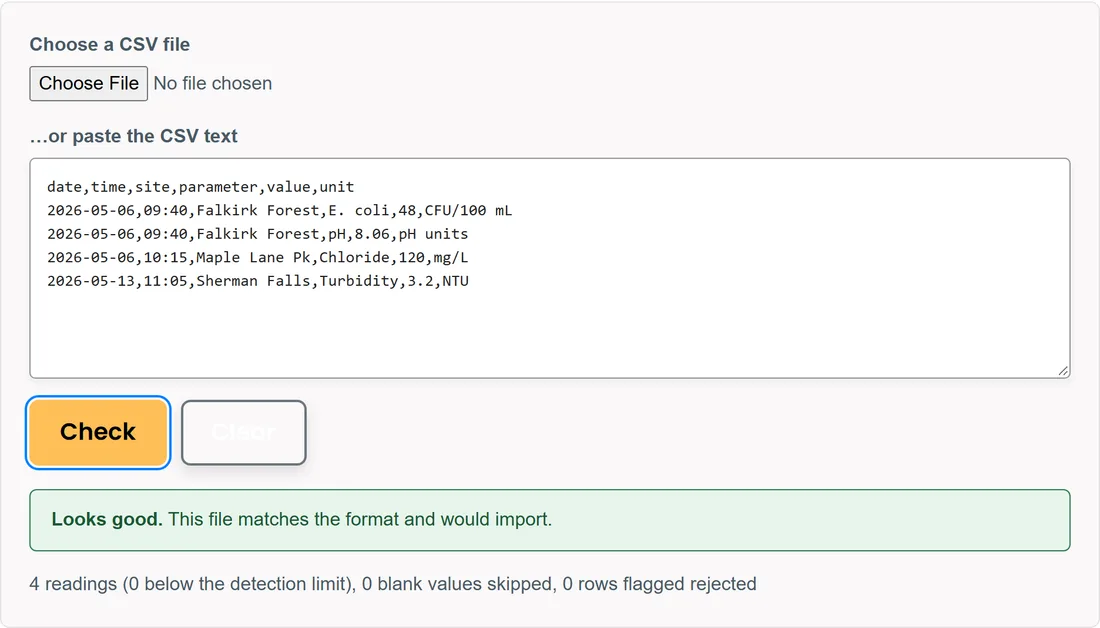 Choose a CSV file
Choose File No file chosen
…or paste the CSV text
date,time,site,parameter,value,unit
2026-05-06,09:40,Falkirk Forest,E. coli,48,CFU/100 mL
2026-05-06,09:40,Falkirk Forest,pH,8.06,pH units
2026-05-06,10:15,Maple Lane Pk,Chloride,120,mg/L
2026-05-13,11:05,Sherman Falls,Turbidity,3.2,NTU
Check Clear
Looks good. This file matches the format and would import.
4 readings (0 below the detection limit), 0 blank values skipped, 0 rows flagged rejected